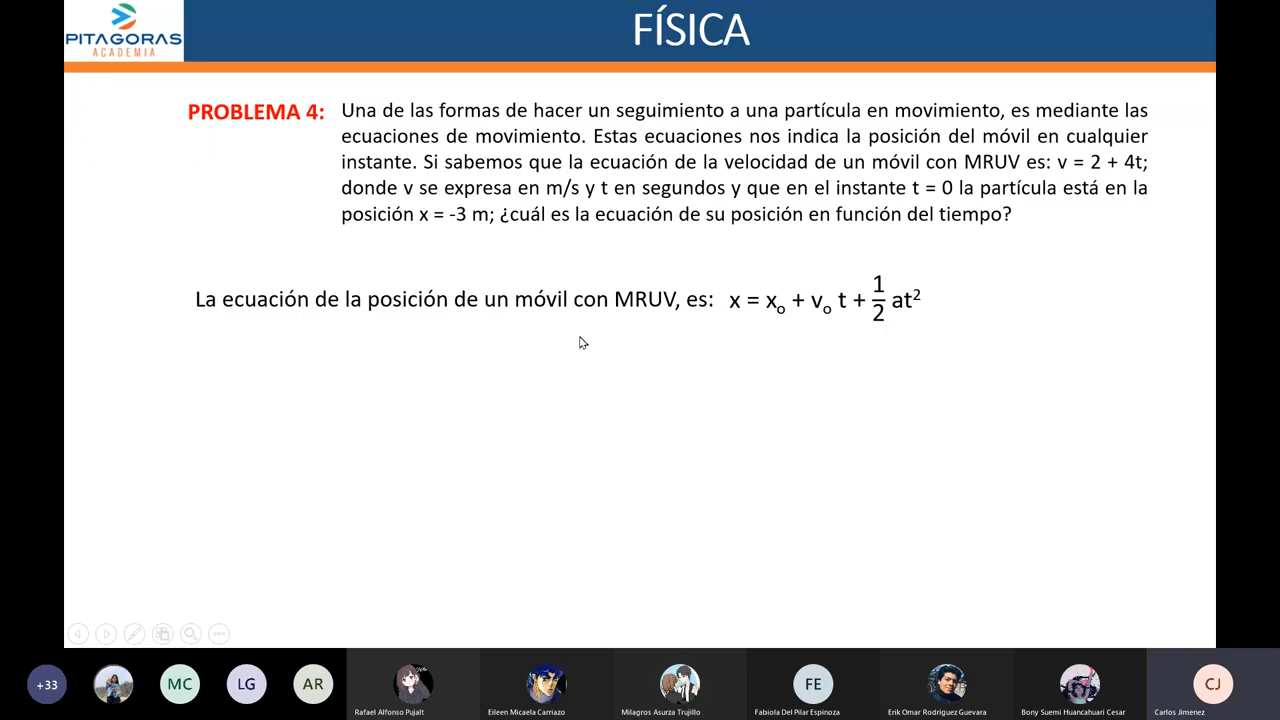 PITAGORAS
ACADEMIA
FÍSICA
PROBLEMA 4: Una de las formas de hacer un seguimiento a una partícula en movimiento, es mediante las
ecuaciones de movimiento. Estas ecuaciones nos indica la posición del móvil en cualquier
instante. Si sabemos que la ecuación de la velocidad de un móvil con MRUV es: v = 2 + 4t;
donde v se expresa en m/s y t en segundos y que en el instante t = 0 la partícula está en la
posición x = -3 m; ¿cuál es la ecuación de su posición en función del tiempo?
La ecuación de la posición de un móvil con MRUV, es: x = x₀ + v₀ t + 1/2 at²
+33 MC LG AR FE CJ
Rafael Alfonso Pujalt Eileen Micaela Carriazo Milagros Asurza Trujillo Fabiola Del Pilar Espinoza Erik Omar Rodriguez Guevara Bony Suemi Huancahuari Cesar Carlos Jimenez